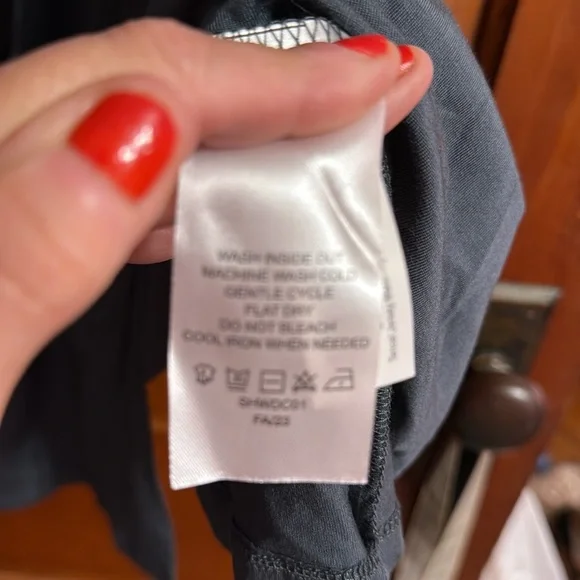 WASH INSIDE OUT
MACHINE WASH COLD
GENTLE CYCLE
FLAT DRY
DO NOT BLEACH
COOL IRON WHEN NEEDED
SHWDC01
FA/23